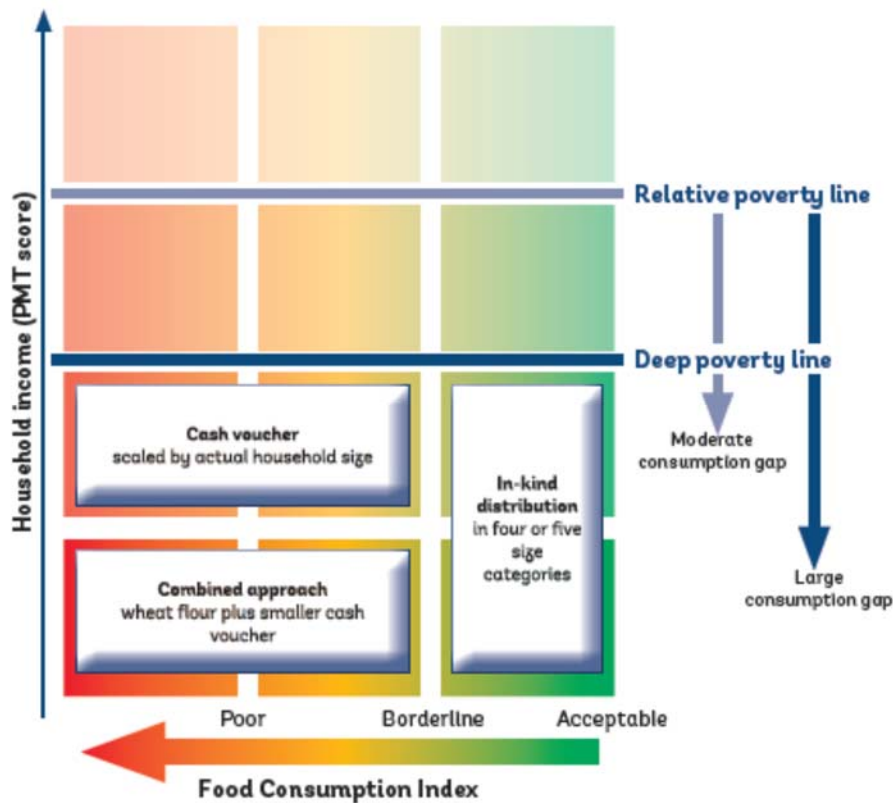 Household income (PMT score)
Relative poverty line
Deep poverty line
Cash voucher
scaled by actual household size
In-kind
distribution
in four or five
size
categories
Moderate
consumption gap
Combined approach
wheat flour plus smaller cash
voucher
Large
consumption gap
Poor
Borderline
Acceptable
Food Consumption Index